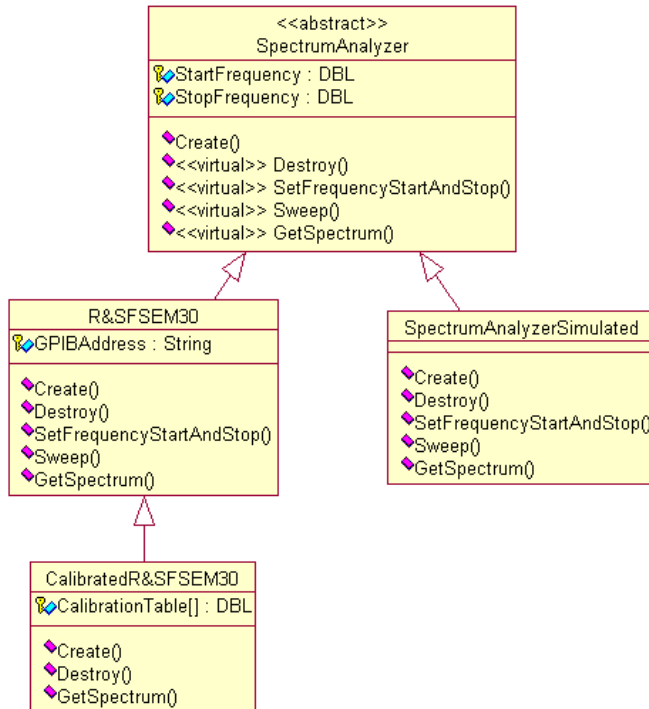 <<abstract>>
SpectrumAnalyzer
StartFrequency : DBL
StopFrequency : DBL
Create()
<<virtual>> Destroy()
<<virtual>> SetFrequencyStartAndStop()
<<virtual>> Sweep()
<<virtual>> GetSpectrum()
R&SFSEM30
GPIBAddress : String
Create()
Destroy()
SetFrequencyStartAndStop()
Sweep()
GetSpectrum()
SpectrumAnalyzerSimulated
Create()
Destroy()
SetFrequencyStartAndStop()
Sweep()
GetSpectrum()
CalibratedR&SFSEM30
CalibrationTable[] : DBL
Create()
Destroy()
GetSpectrum()